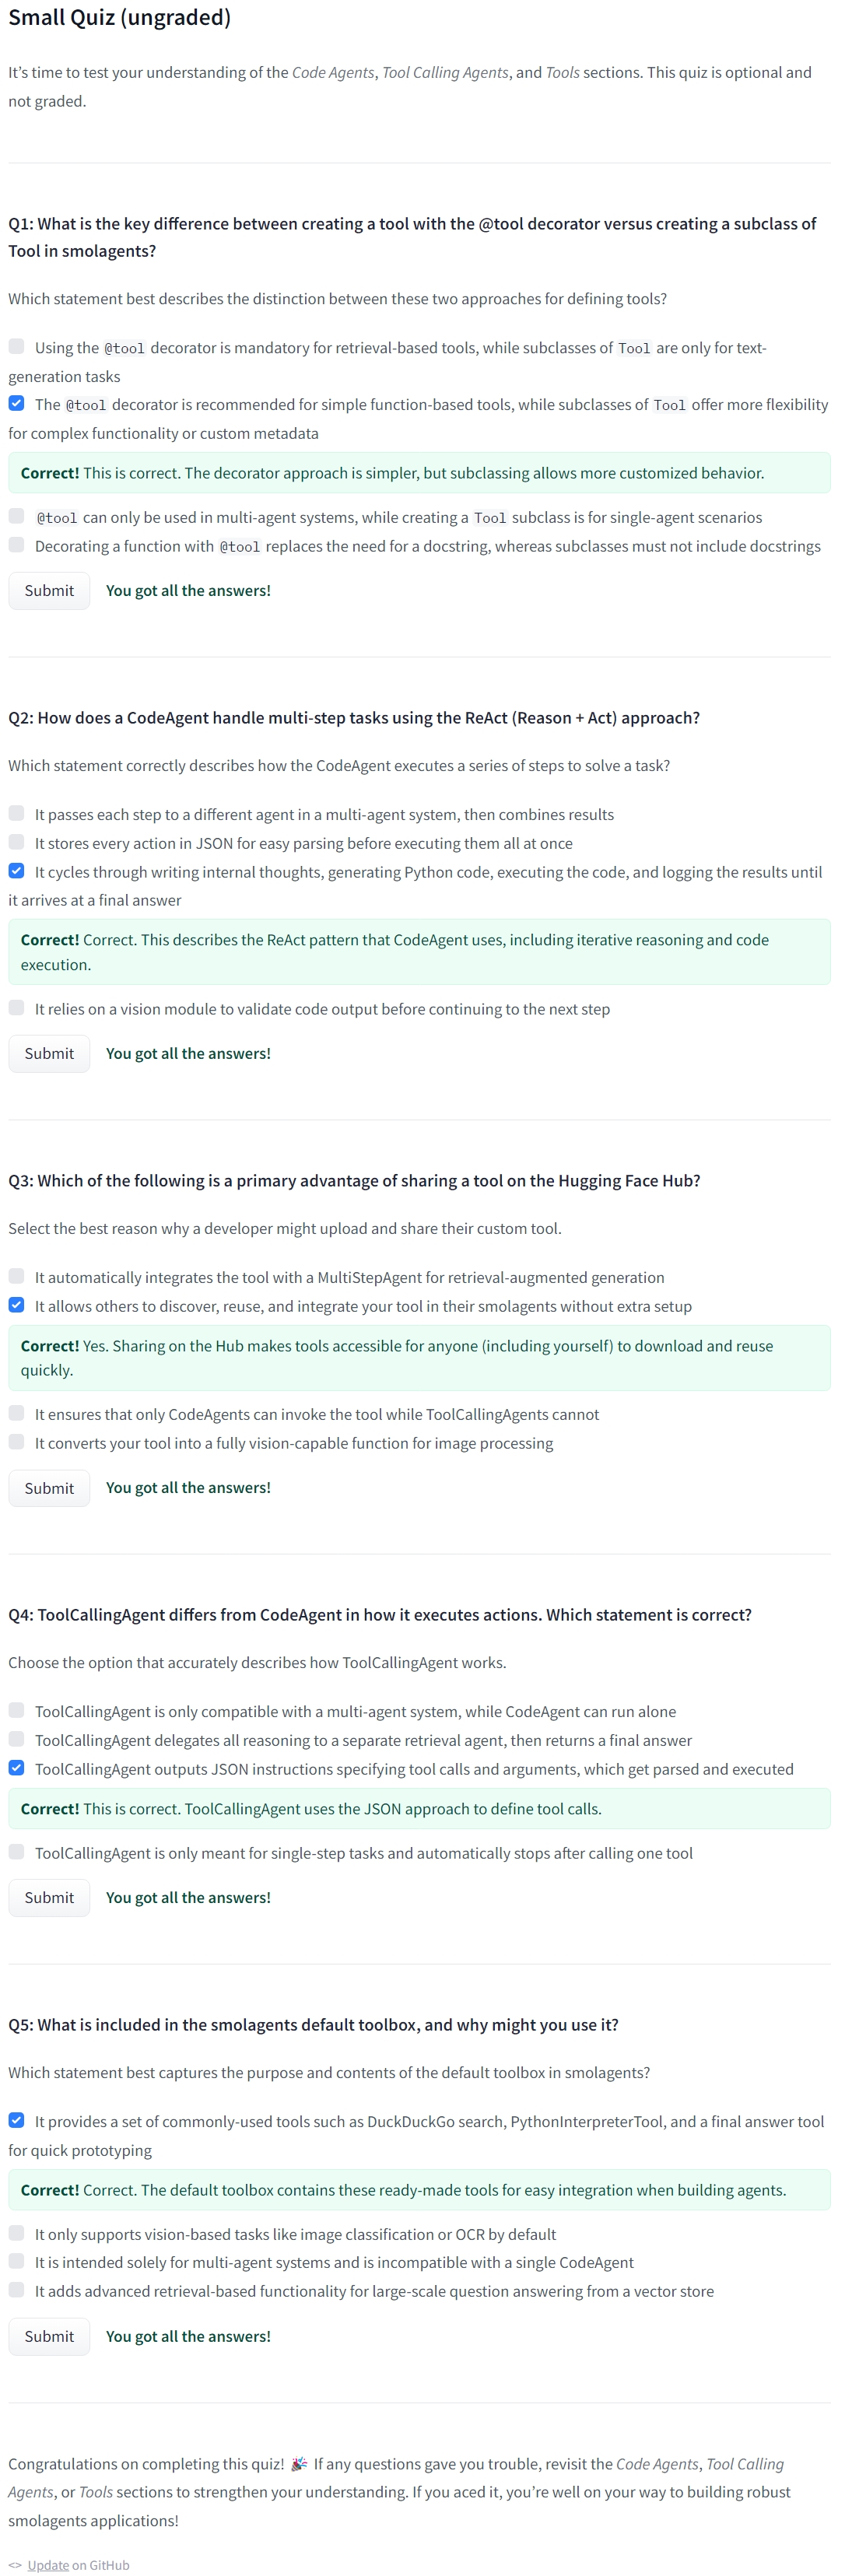 Small Quiz (ungraded)
It’s time to test your understanding of the Code Agents, Tool Calling Agents, and Tools sections. This quiz is optional and
not graded.
Q1: What is the key difference between creating a tool with the @tool decorator versus creating a subclass of
Tool in smolagents?
Which statement best describes the distinction between these two approaches for defining tools?
Using the @tool decorator is mandatory for retrieval-based tools, while subclasses of Tool are only for text-
generation tasks
The @tool decorator is recommended for simple function-based tools, while subclasses of Tool offer more flexibility
for complex functionality or custom metadata
Correct! This is correct. The decorator approach is simpler, but subclassing allows more customized behavior.
@tool can only be used in multi-agent systems, while creating a Tool subclass is for single-agent scenarios
Decorating a function with @tool replaces the need for a docstring, whereas subclasses must not include docstrings
Submit You got all the answers!
Q2: How does a CodeAgent handle multi-step tasks using the ReAct (Reason + Act) approach?
Which statement correctly describes how the CodeAgent executes a series of steps to solve a task?
It passes each step to a different agent in a multi-agent system, then combines results
It stores every action in JSON for easy parsing before executing them all at once
It cycles through writing internal thoughts, generating Python code, executing the code, and logging the results until
it arrives at a final answer
Correct! Correct. This describes the ReAct pattern that CodeAgent uses, including iterative reasoning and code
execution.
It relies on a vision module to validate code output before continuing to the next step
Submit You got all the answers!
Q3: Which of the following is a primary advantage of sharing a tool on the Hugging Face Hub?
Select the best reason why a developer might upload and share their custom tool.
It automatically integrates the tool with a MultiStepAgent for retrieval-augmented generation
It allows others to discover, reuse, and integrate your tool in their smolagents without extra setup
Correct! Yes. Sharing on the Hub makes tools accessible for anyone (including yourself) to download and reuse
quickly.
It ensures that only CodeAgents can invoke the tool while ToolCallingAgents cannot
It converts your tool into a fully vision-capable function for image processing
Submit You got all the answers!
Q4: ToolCallingAgent differs from CodeAgent in how it executes actions. Which statement is correct?
Choose the option that accurately describes how ToolCallingAgent works.
ToolCallingAgent is only compatible with a multi-agent system, while CodeAgent can run alone
ToolCallingAgent delegates all reasoning to a separate retrieval agent, then returns a final answer
ToolCallingAgent outputs JSON instructions specifying tool calls and arguments, which get parsed and executed
Correct! This is correct. ToolCallingAgent uses the JSON approach to define tool calls.
ToolCallingAgent is only meant for single-step tasks and automatically stops after calling one tool
Submit You got all the answers!
Q5: What is included in the smolagents default toolbox, and why might you use it?
Which statement best captures the purpose and contents of the default toolbox in smolagents?
It provides a set of commonly-used tools such as DuckDuckGo search, PythonInterpreterTool, and a final answer tool
for quick prototyping
Correct! Correct. The default toolbox contains these ready-made tools for easy integration when building agents.
It only supports vision-based tasks like image classification or OCR by default
It is intended solely for multi-agent systems and is incompatible with a single CodeAgent
It adds advanced retrieval-based functionality for large-scale question answering from a vector store
Submit You got all the answers!
Congratulations on completing this quiz! 🎉 If any questions gave you trouble, revisit the Code Agents, Tool Calling
Agents, or Tools sections to strengthen your understanding. If you aced it, you’re well on your way to building robust
smolagents applications!
<> Update on GitHub